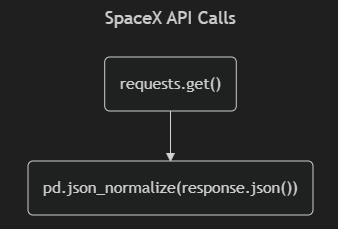 SpaceX API Calls
requests.get()
pd.json_normalize(response.json())